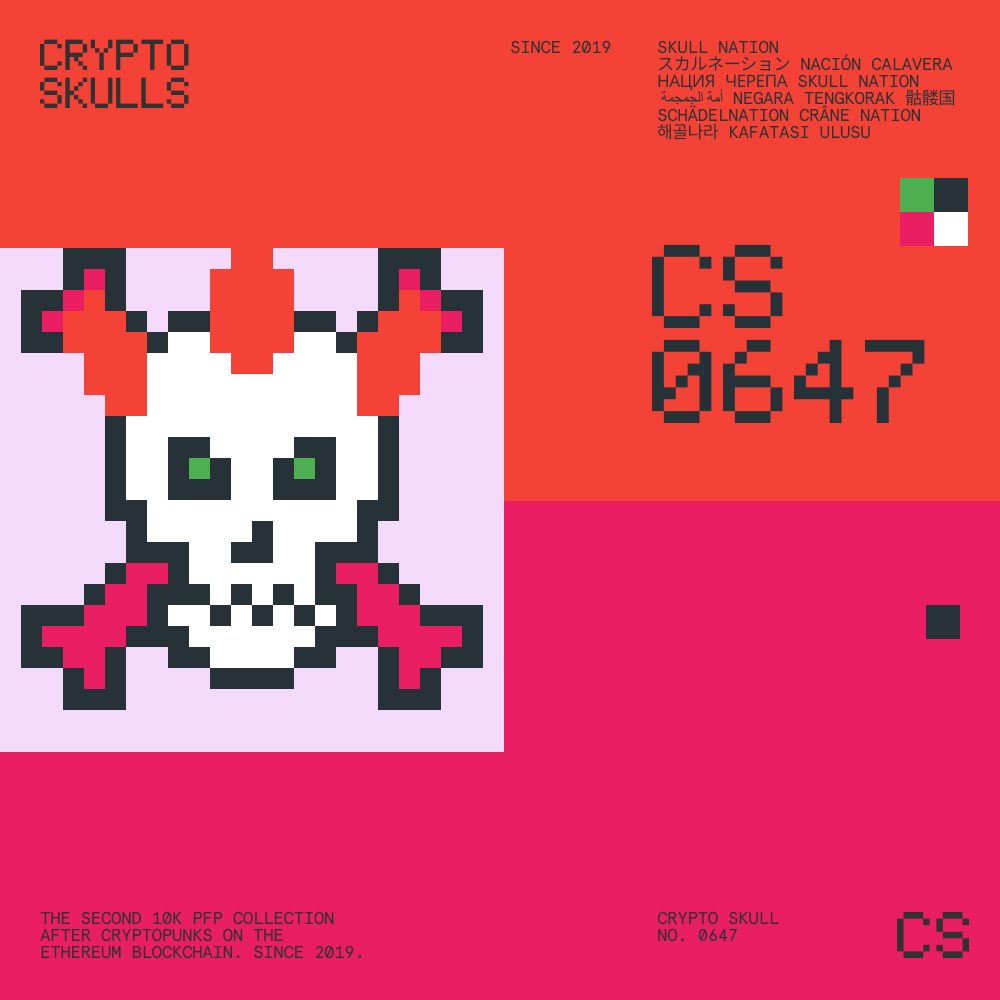 CRYPTO
SKULLS
SINCE 2019
SKULL NATION
スカルネーション NACIÓN CALAVERA
НАЦИЯ ЧЕРЕПА SKULL NATION
أمة الجمجمة NEGARA TENGKORAK 骷髅国
SCHÄDELNATION CRÂNE NATION
해골나라 KAFATASI ULUSU
CS
0647
THE SECOND 10K PFP COLLECTION
AFTER CRYPTOPUNKS ON THE
ETHEREUM BLOCKCHAIN. SINCE 2019.
CRYPTO SKULL
NO. 0647
CS